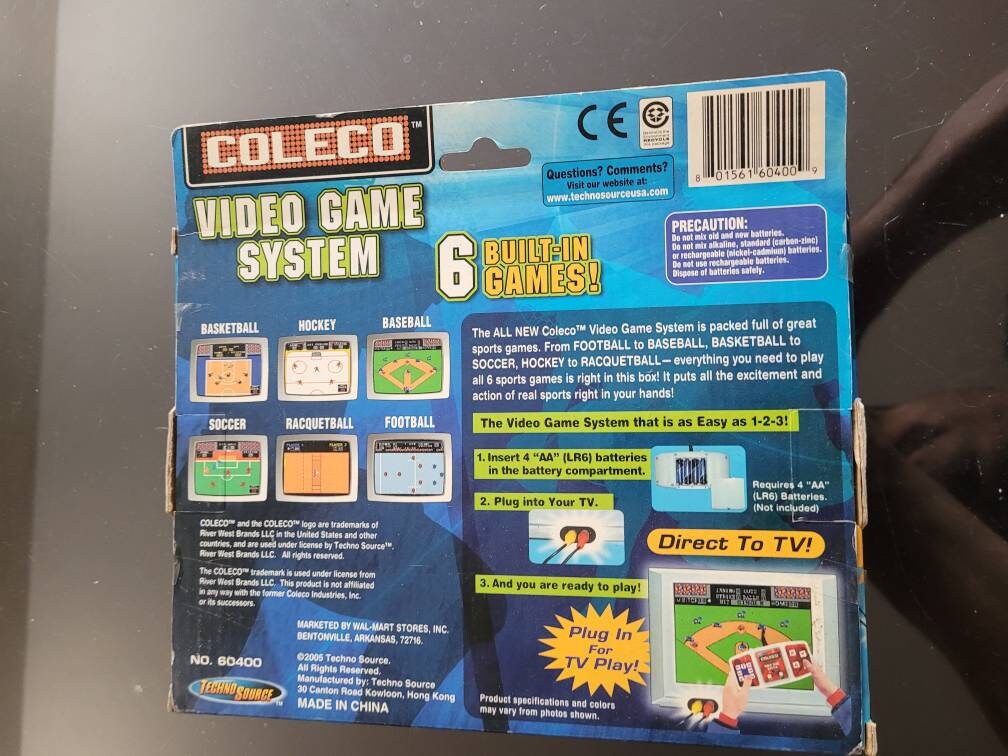 COLECO™
VIDEO GAME
SYSTEM
6 BUILT-IN
GAMES!
CE
RECYCLE
Questions? Comments?
Visit our website at:
www.technosourceusa.com
8 01561 60400 9
PRECAUTION:
Do not mix old and new batteries.
Do not mix alkaline, standard (carbon-zinc)
or rechargeable (nickel-cadmium) batteries.
Do not use rechargeable batteries.
Dispose of batteries safely.
BASKETBALL
HOCKEY
BASEBALL
SOCCER
RACQUETBALL
FOOTBALL
The ALL NEW Coleco™ Video Game System is packed full of great
sports games. From FOOTBALL to BASEBALL, BASKETBALL to
SOCCER, HOCKEY to RACQUETBALL— everything you need to play
all 6 sports games is right in this box! It puts all the excitement and
action of real sports right in your hands!
The Video Game System that is as Easy as 1-2-3!
1. Insert 4 “AA” (LR6) batteries
in the battery compartment.
Requires 4 “AA”
(LR6) Batteries.
(Not included)
2. Plug into Your TV.
Direct To TV!
3. And you are ready to play!
Plug In
For
TV Play!
COLECO
Product specifications and colors
may vary from photos shown.
COLECO™ and the COLECO™ logo are trademarks of
River West Brands LLC in the United States and other
countries, and are used under license by Techno Source™.
River West Brands LLC. All rights reserved.
The COLECO™ trademark is used under license from
River West Brands LLC. This product is not affiliated
in any way with the former Coleco Industries, Inc.
or its successors.
MARKETED BY WAL-MART STORES, INC.
BENTONVILLE, ARKANSAS, 72716.
NO. 60400
©2005 Techno Source.
All Rights Reserved.
Manufactured by: Techno Source
30 Canton Road Kowloon, Hong Kong
MADE IN CHINA
TECHNO SOURCE™